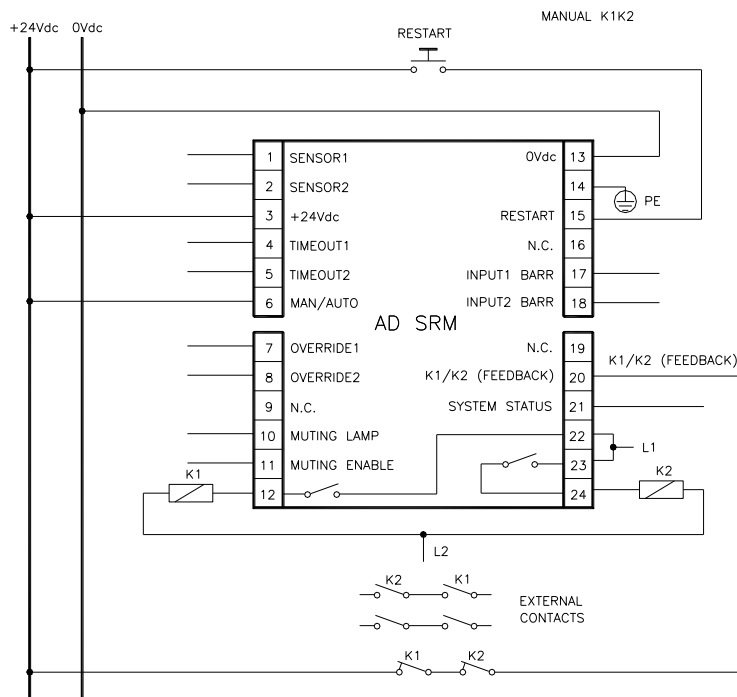 MANUAL K1K2
+24Vdc 0Vdc
RESTART
1 SENSOR1
0Vdc 13
2 SENSOR2
14
PE
3 +24Vdc
RESTART 15
4 TIMEOUT1
N.C. 16
5 TIMEOUT2
INPUT1 BARR 17
6 MAN/AUTO
INPUT2 BARR 18
AD SRM
7 OVERRIDE1
N.C. 19
K1/K2 (FEEDBACK)
8 OVERRIDE2
K1/K2 (FEEDBACK) 20
9 N.C.
SYSTEM STATUS 21
10 MUTING LAMP
22
L1
11 MUTING ENABLE
23
K1
K2
12
24
L2
K2 K1
EXTERNAL
CONTACTS
K1 K2